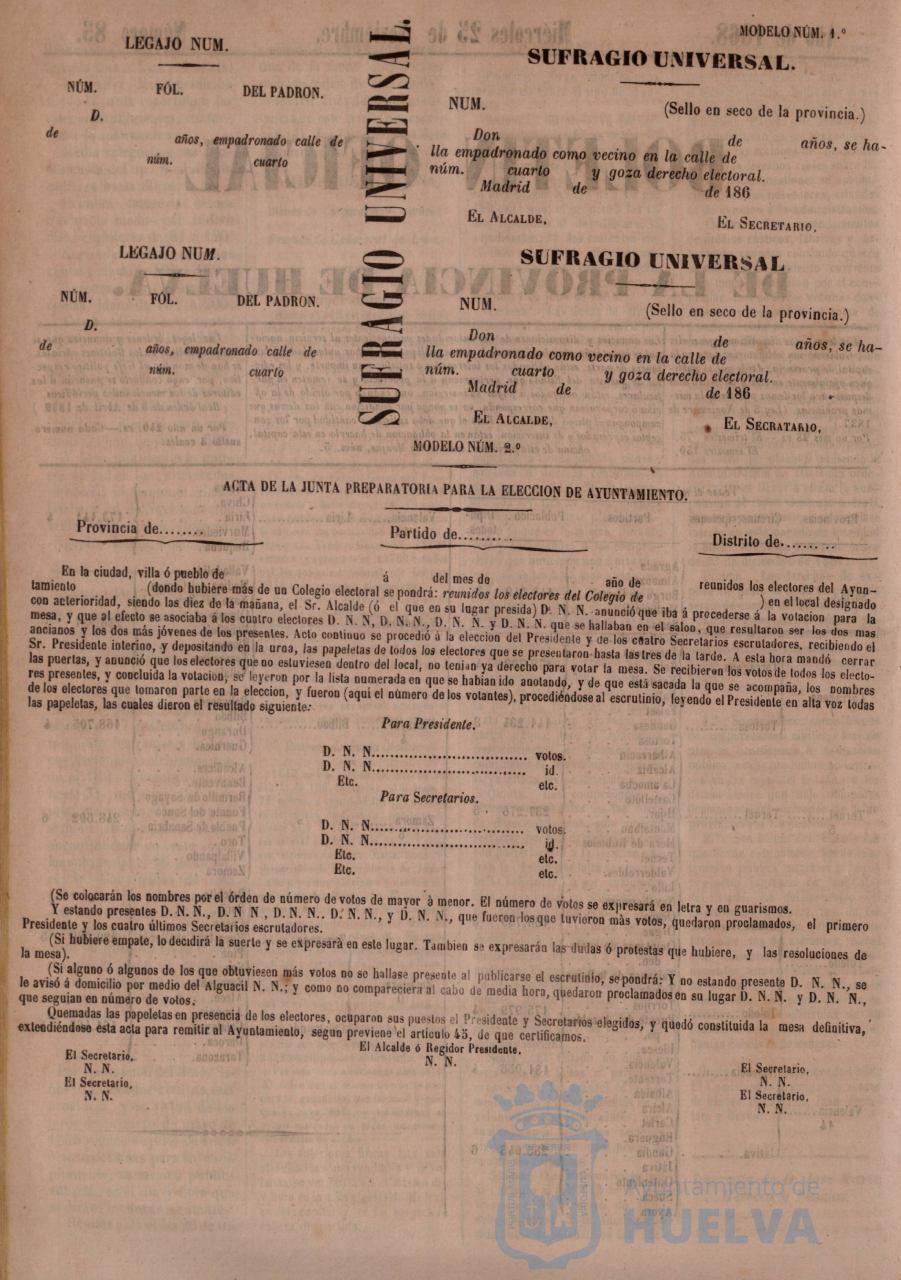 MODELO NÚM. 1.º
LEGAJO NUM.
NÚM. FÓL. DEL PADRON.
D.
de años, empadronado calle de
núm. cuarto
SUFRAGIO UNIVERSAL.
SUFRAGIO UNIVERSAL.
NUM. (Sello en seco de la provincia.)
Don de años, se ha-
lla empadronado como vecino en la calle de
núm. cuarto y goza derecho electoral.
Madrid de de 186
EL ALCALDE, EL SECRETARIO,
LEGAJO NUM.
NÚM. FÓL. DEL PADRON.
D.
de años, empadronado calle de
núm. cuarto
SUFRAGIO UNIVERSAL
NUM. (Sello en seco de la provincia.)
Don de años, se ha-
lla empadronado como vecino en la calle de
núm. cuarto y goza derecho electoral.
Madrid de de 186
EL ALCALDE, EL SECRATARIO,
MODELO NÚM. 2.º
ACTA DE LA JUNTA PREPARATORIA PARA LA ELECCION DE AYUNTAMIENTO.
Provincia de........ Partido de.......... Distrito de........
En la ciudad, villa ó pueblo de á del mes de año de reunidos los electores del Ayun-
tamiento (dondo hubiere más de un Colegio electoral se pondrá: reunidos los electores del Colegio de ) en el local designado
con anterioridad, siendo las diez de la mañana, el Sr. Alcalde (ó el que en su lugar presida) D. N. N. anunció que iba á procederse á la votacion para la
mesa, y que al efecto se asociaba á los cuatro electores D. N. N, D. N. N., D. N. N. y D. N. N. que se hallaban en el salon, que resultaron ser los dos mas
ancianos y los dos más jóvenes de los presentes. Acto continuo se procedió á la eleccion del Presidente y de los cuatro Secretarios escrutadores, recibiendo el
Sr. Presidente interino, y depositando en la urna, las papeletas de todos los electores que se presentaron hasta las tres de la tarde. A esta hora mandó cerrar
las puertas, y anunció que los electores que no estuviesen dentro del local, no tenian ya derecho para votar la mesa. Se recibieron los votos de todos los electo-
res presentes, y concluida la votacion, se leyeron por la lista numerada en que se habian ido anotando, y de que está sacada la que se acompaña, los nombres
de los electores que tomaron parte en la eleccion, y fueron (aquí el número de los votantes), procediéndose al escrutinio, leyendo el Presidente en alta voz todas
las papeletas, las cuales dieron el resultado siguiente:
Para Presidente.
D. N. N.............................. votos.
D. N. N.............................. id.
Etc. etc.
Para Secretarios.
D. N. N.............................. votos.
D. N. N.............................. id.
Etc. etc.
Etc. etc.
(Se colocarán los nombres por el órden de número de votos de mayor à menor. El número de votos se expresará en letra y en guarismos.
Y estando presentes D. N. N., D. N N , D. N. N.. D. N. N., y D. N. N., que fueron los que tuvieron màs votos, quedaron proclamados, el primero
Presidente y los cuatro últimos Secretarios escrutadores.
(Si hubiere empate, lo decidirá la suerte y se expresará en este lugar. Tambien se expresarán las dudas ó protestas que hubiere, y las resoluciones de
la mesa).
(Si alguno ó algunos de los que obtuviesen más votos no se hallase presente al publicarse el escrutinio, se pondrá: Y no estando presente D. N. N., se
le avisó á domicilio por medio del Alguacil N. N.; y como no compareciera al cabo de media hora, quedaron proclamados en su lugar D. N. N. y D. N. N.,
que seguian en número de votos.
Quemadas las papeletas en presencia de los electores, ocuparon sus puestos el Presidente y Secretarios elegidos, y quedó constituida la mesa definitiva,
extendiéndose esta acta para remitir al Ayuntamiento, segun previene el articulo 45, de que certificamos.
El Secretario, El Alcalde ó Regidor Presidente, El Secretario,
N. N. N. N. N. N.
El Secretario, El Secretario,
N. N. N. N.
Ayuntamiento de
HUELVA